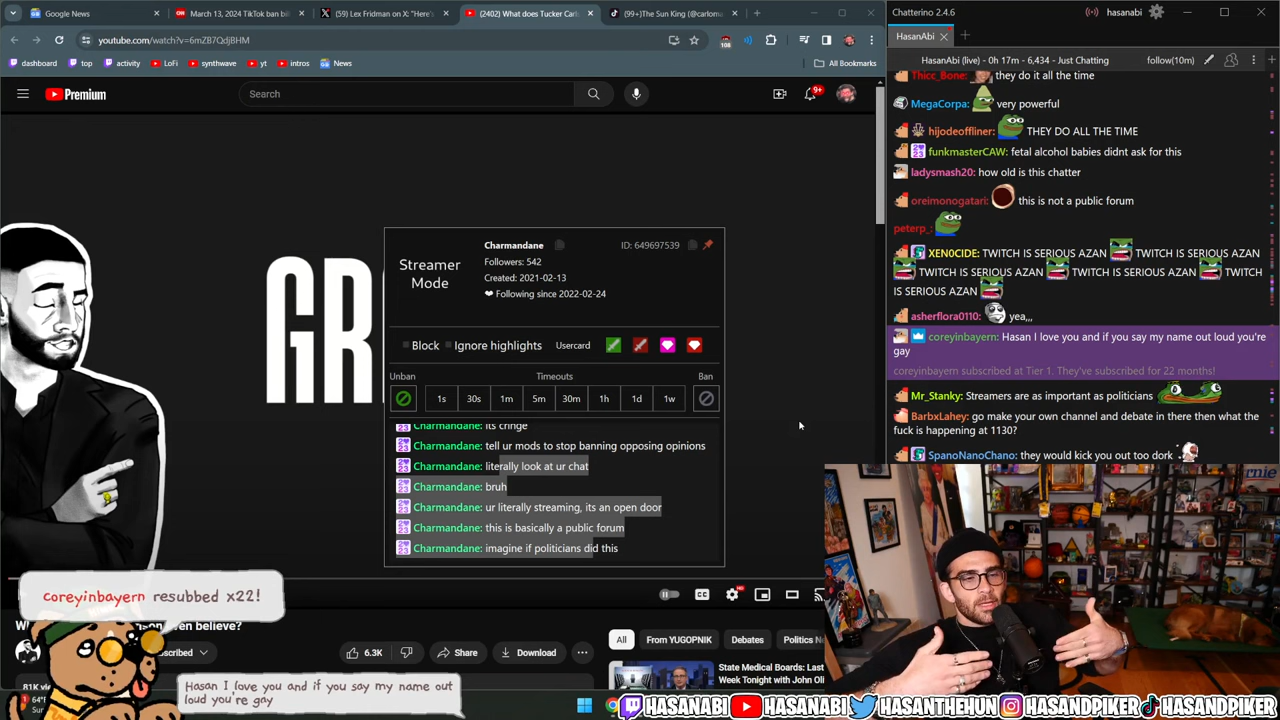 Google News
March 13, 2024 TikTok ban bil
(59) Lex Fridman on X: "Here's
(2402) What does Tucker Carl
(99+)The Sun King (@carloma
youtube.com/watch?v=6mZB7QdjBHM
108
dashboard
top
activity
LoFi
synthwave
yt
intros
News
All Bookmarks
Premium
Search
9+
GR
Streamer
Mode
Charmandane
ID: 649697539
Followers: 542
Created: 2021-02-13
❤ Following since 2022-02-24
Block
Ignore highlights
Usercard
Unban
Timeouts
Ban
1s
30s
1m
5m
30m
1h
1d
1w
Charmandane: its cringe
Charmandane: tell ur mods to stop banning opposing opinions
Charmandane: literally look at ur chat
Charmandane: bruh
Charmandane: ur literally streaming, its an open door
Charmandane: this is basically a public forum
Charmandane: imagine if politicians did this
coreyinbayern resubbed x22!
Hasan I love you and if you say my name out
loud you're gay
6.3K
Share
Download
All
From YUGOPNIK
Debates
Politics
State Medical Boards: Last
Week Tonight with John Oli
Chatterino 2.4.6
hasanabi
HasanAbi
HasanAbi (live) - 0h 17m - 6,434 - Just Chatting
follow(10m)
Thicc_Bone: they do it all the time
MegaCorpa: very powerful
hijodeoffliner: THEY DO ALL THE TIME
funkmasterCAW: fetal alcohol babies didnt ask for this
ladysmash20: how old is this chatter
oreimonogatari: this is not a public forum
peterp_:
XEN0CIDE: TWITCH IS SERIOUS AZAN TWITCH IS SERIOUS AZAN
TWITCH IS SERIOUS AZAN TWITCH IS SERIOUS AZAN TWITCH
IS SERIOUS AZAN
asherflora0110: yea,,,
coreyinbayern: Hasan I love you and if you say my name out loud you're
gay
coreyinbayern subscribed at Tier 1. They've subscribed for 22 months!
Mr_Stanky: Streamers are as important as politicians
BarbxLahey: go make your own channel and debate in there then what the
fuck is happening at 1130?
SpanoNanoChano: they would kick you out too dork
HASANABI
HASANABI
HASANTHEHUN
HASANDPIKER
HASANDPIKER